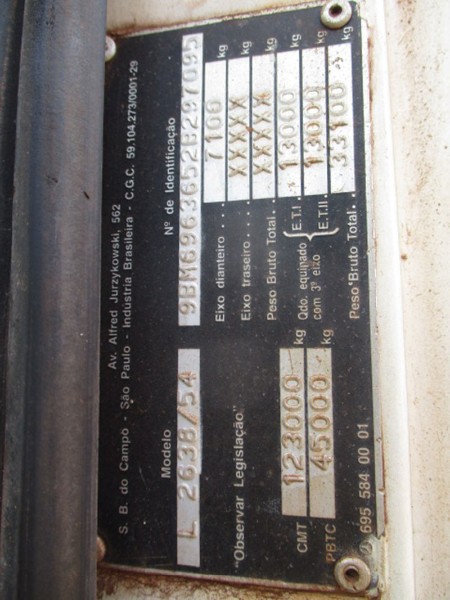 Av. Alfred Jurzykowski, 562
S. B. do Campo - São Paulo - Indústria Brasileira - C.G.C. 59.104.273/0001-29
Modelo
L 2638/54
Nº de Identificação
9BM696365 2B297095
"Observar Legislação"
CMT 123000 kg
PBTC 45000 kg
Eixo dianteiro... 7100 kg
Eixo traseiro... XXXXX kg
Peso Bruto Total... XXXXX kg
Qdo. equipado com 3º eixo
E.T.I.. 13000 kg
E.T.II. 13000 kg
Peso Bruto Total... 33100 kg
695 584 00 01